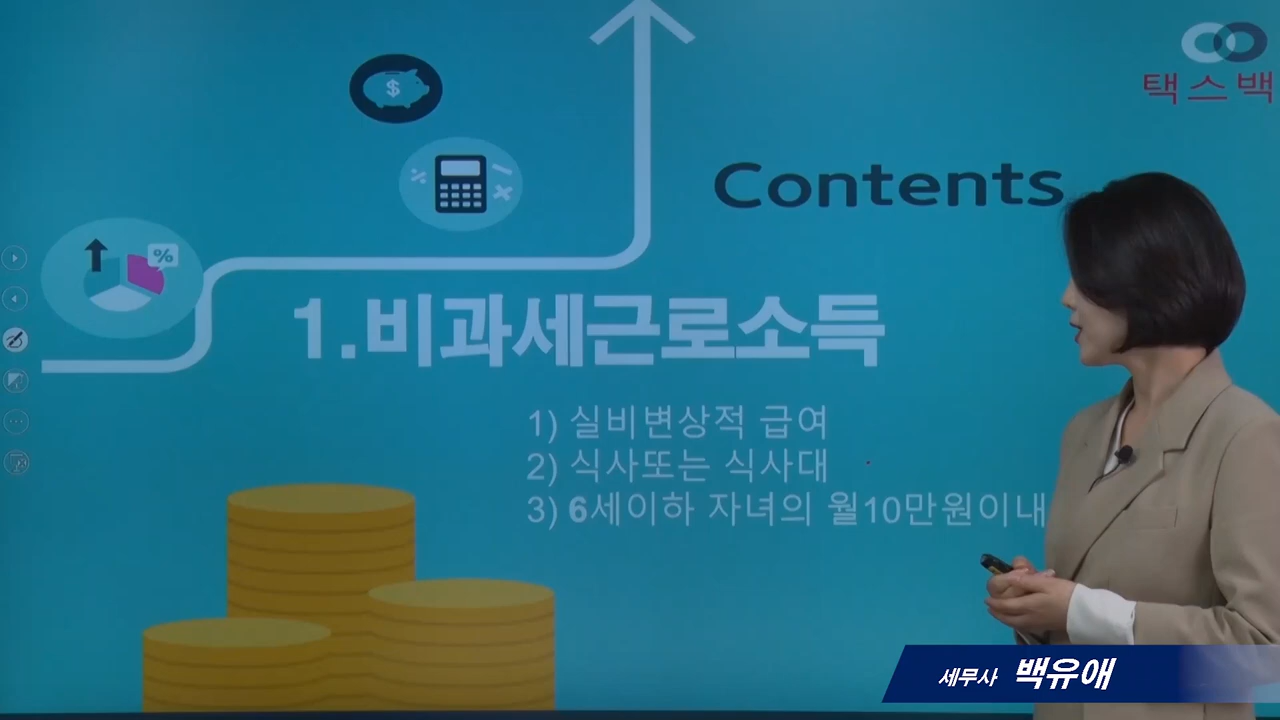 택스백
Contents
%
$
1.비과세근로소득
1) 실비변상적 급여
2) 식사또는 식사대
3) 6세이하 자녀의 월10만원이내
세무사 백유애